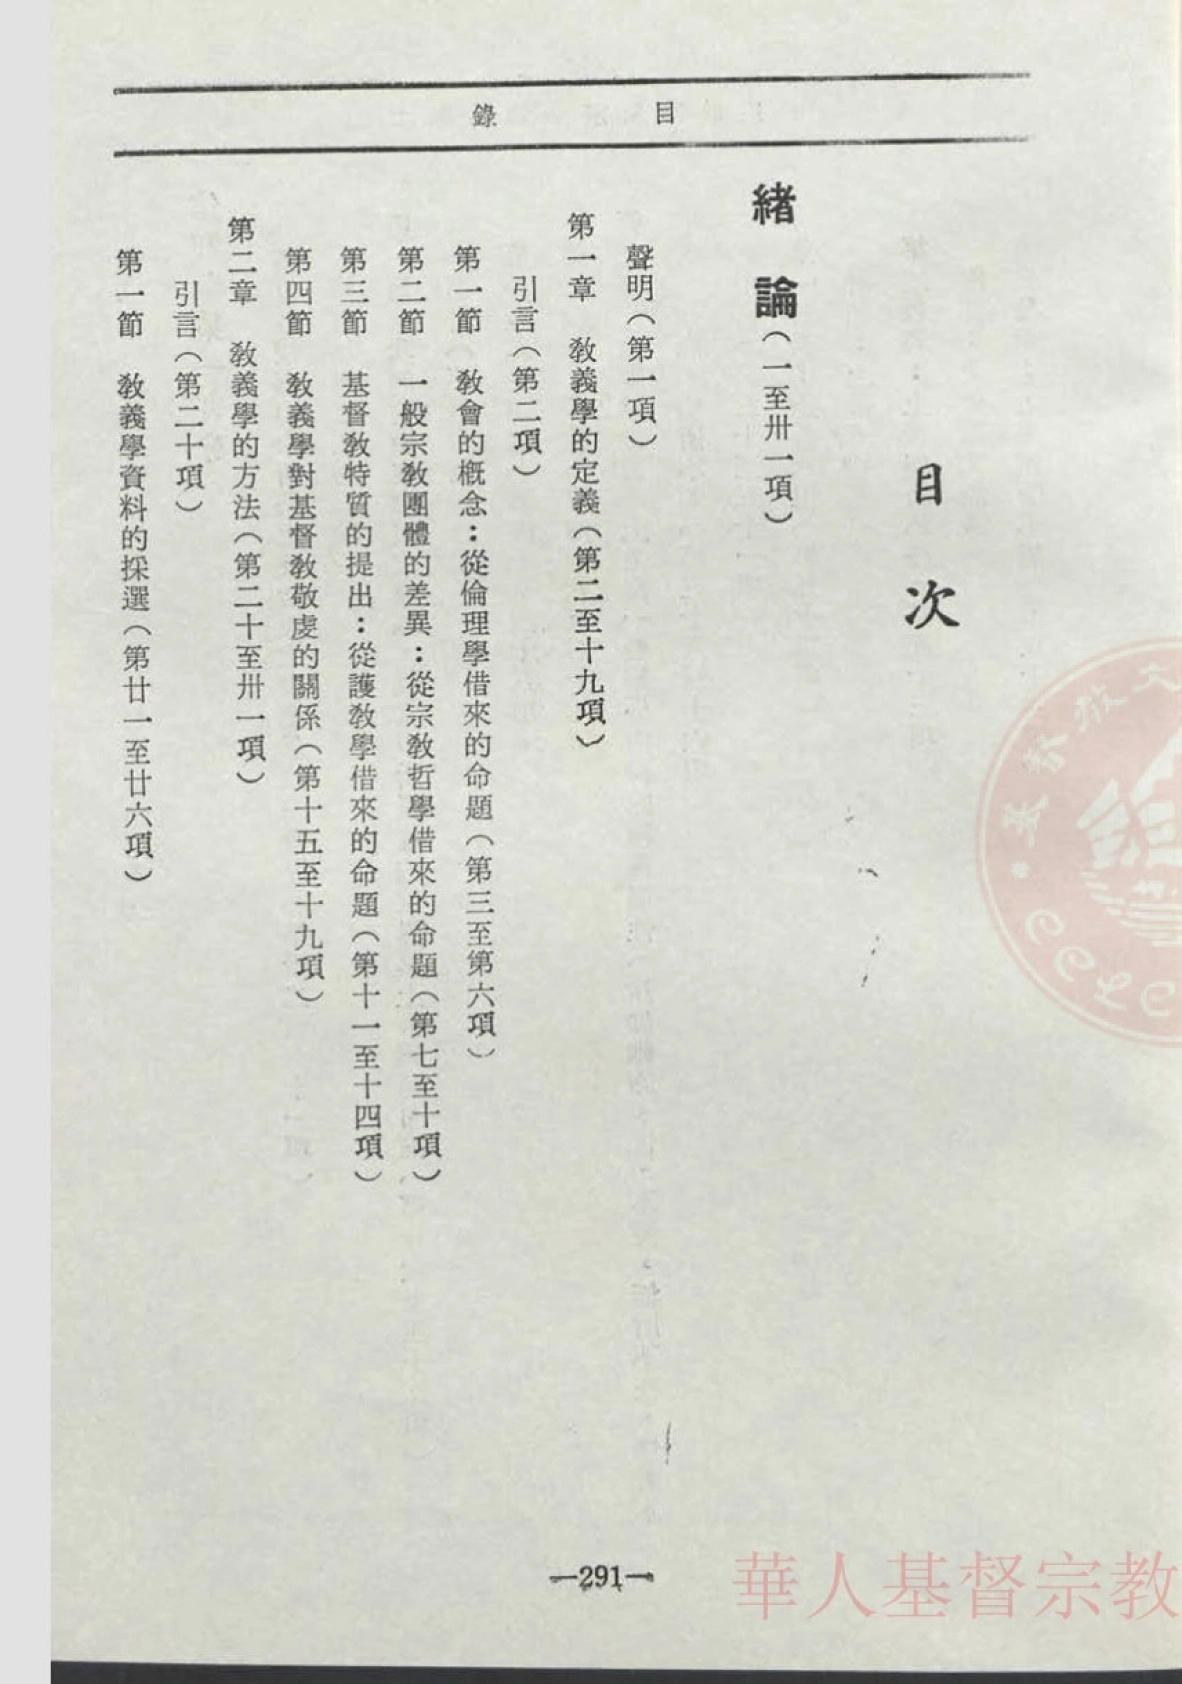 目錄
目次
緒論（一至卅一項）
聲明（第一項）
第一章　教義學的定義（第二至十九項）
引言（第二項）
第一節　教會的概念：從倫理學借來的命題（第三至第六項）
第二節　一般宗教團體的差異：從宗教哲學借來的命題（第七至十項）
第三節　基督教特質的提出：從護教學借來的命題（第十一至十四項）
第四節　教義學對基督教敬虔的關係（第十五至十九項）
第二章　教義學的方法（第二十至卅一項）
引言（第二十項）
第一節　教義學資料的採選（第廿一至廿六項）
—291—
華人基督宗教